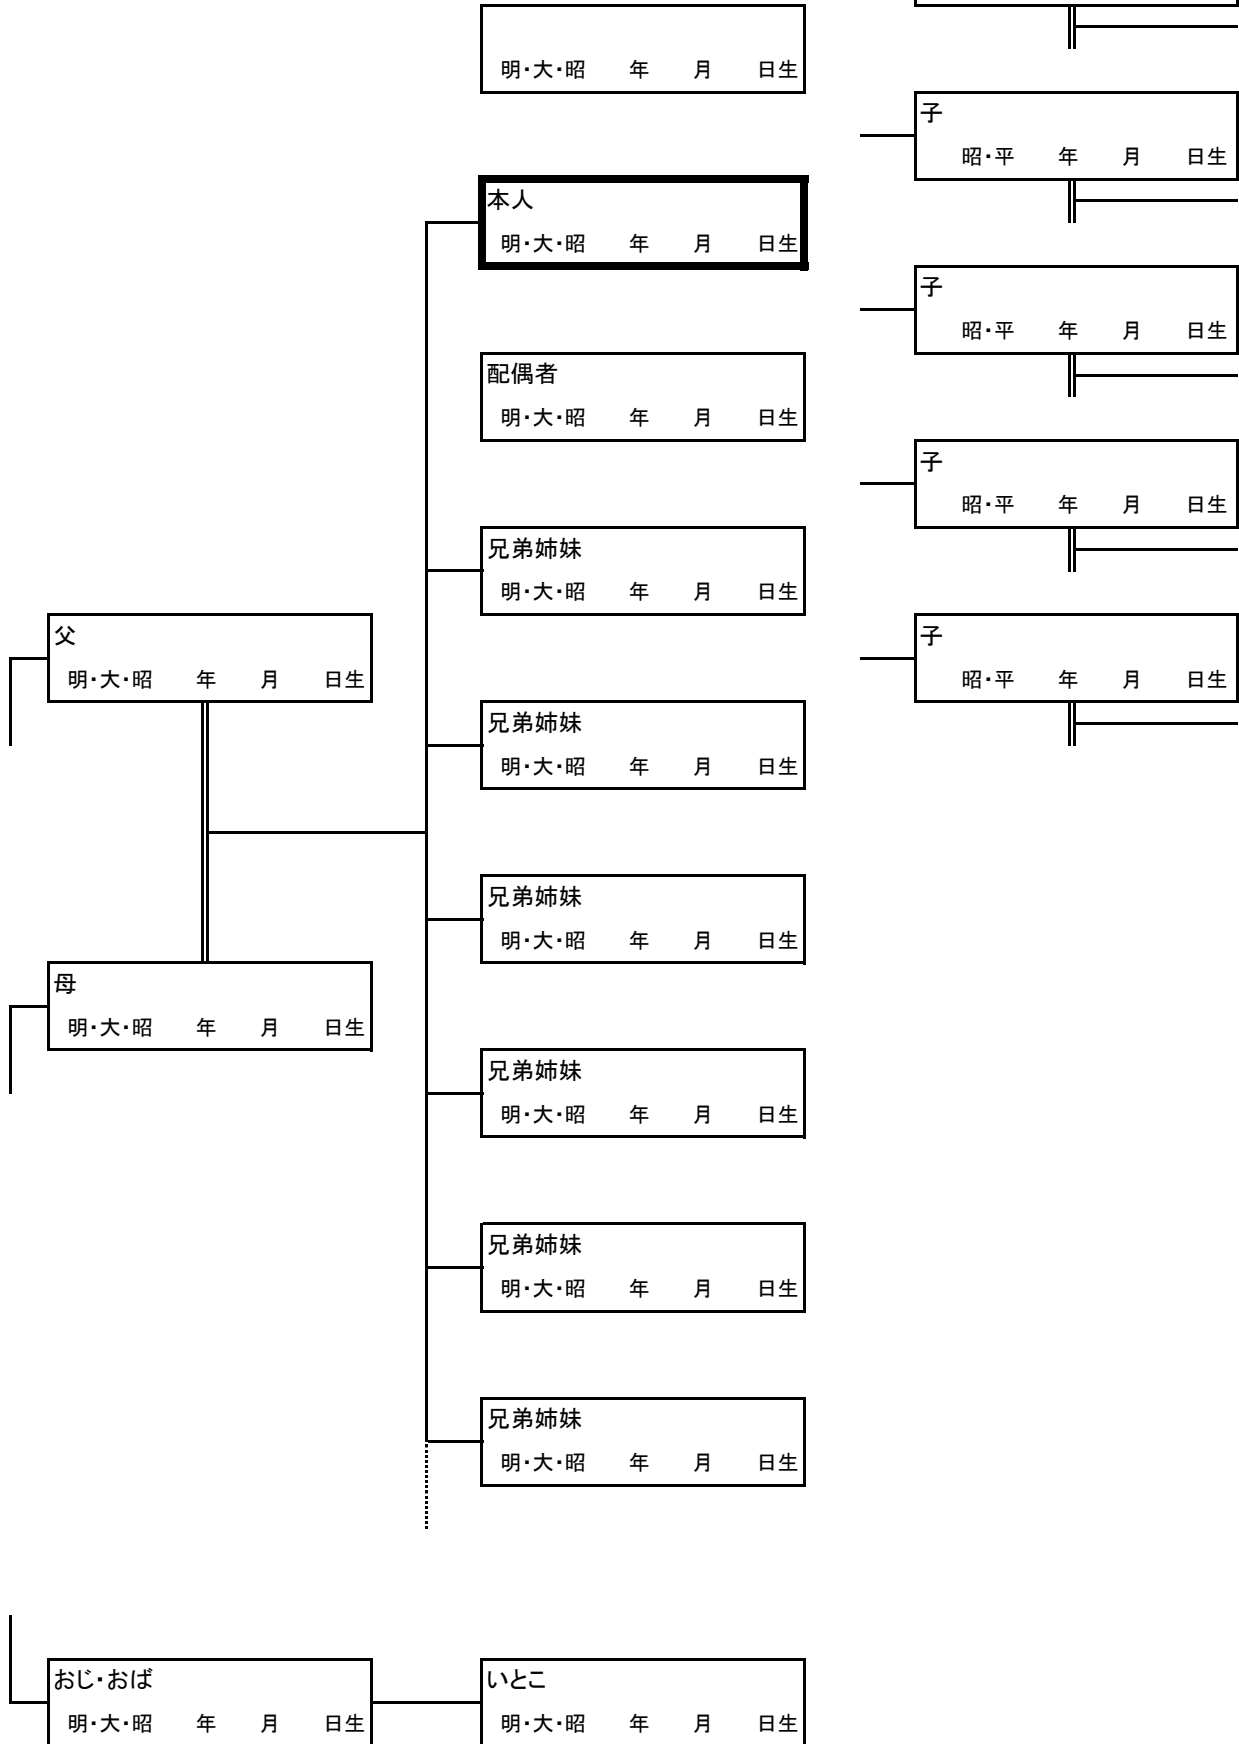 明・大・昭　　年　　月　　日生
子
昭・平　　年　　月　　日生
本人
明・大・昭　　年　　月　　日生
子
昭・平　　年　　月　　日生
配偶者
明・大・昭　　年　　月　　日生
子
昭・平　　年　　月　　日生
兄弟姉妹
明・大・昭　　年　　月　　日生
父
明・大・昭　　年　　月　　日生
子
昭・平　　年　　月　　日生
兄弟姉妹
明・大・昭　　年　　月　　日生
兄弟姉妹
明・大・昭　　年　　月　　日生
母
明・大・昭　　年　　月　　日生
兄弟姉妹
明・大・昭　　年　　月　　日生
兄弟姉妹
明・大・昭　　年　　月　　日生
兄弟姉妹
明・大・昭　　年　　月　　日生
おじ・おば
明・大・昭　　年　　月　　日生
いとこ
明・大・昭　　年　　月　　日生